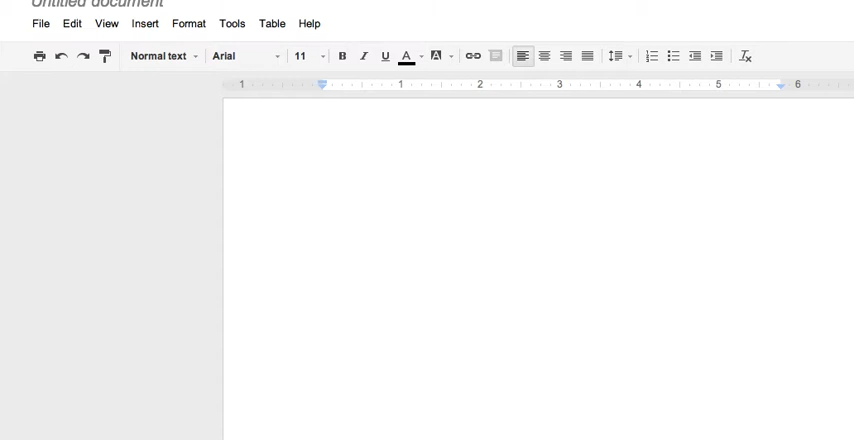 Untitled document
File Edit View Insert Format Tools Table Help
Normal text Arial 11 B I U A A
1 1 2 3 4 5 6